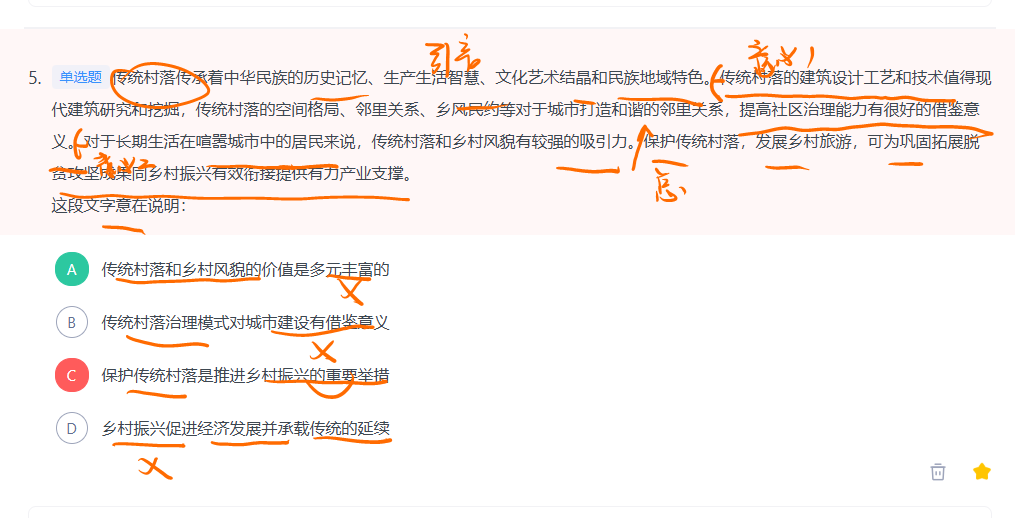 引言
意义1
5. 单选题 传统村落传承着中华民族的历史记忆、生产生活智慧、文化艺术结晶和民族地域特色。传统村落的建筑设计工艺和技术值得现
代建筑研究和挖掘，传统村落的空间格局、邻里关系、乡风民约等对于城市打造和谐的邻里关系，提高社区治理能力有很好的借鉴意
义。对于长期生活在喧嚣城市中的居民来说，传统村落和乡村风貌有较强的吸引力。保护传统村落，发展乡村旅游，可为巩固拓展脱
意义2
贫攻坚成果同乡村振兴有效衔接提供有力产业支撑。
总
这段文字意在说明：
A 传统村落和乡村风貌的价值是多元丰富的
B 传统村落治理模式对城市建设有借鉴意义
C 保护传统村落是推进乡村振兴的重要举措
D 乡村振兴促进经济发展并承载传统的延续